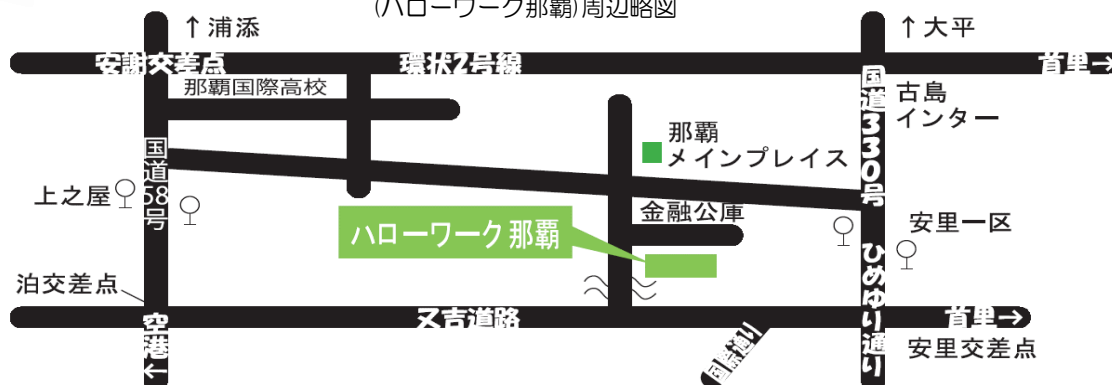 (ハローワーク那覇)周辺略図
↑浦添
↑大平
安謝交差点
環状2号線
首里→
那覇国際高校
国道330号
古島
インター
国道58号
那覇
メインプレイス
上之屋
金融公庫
安里一区
ハローワーク那覇
ひめゆり通り
泊交差点
空港←
又吉道路
首里→
国際通り
安里交差点